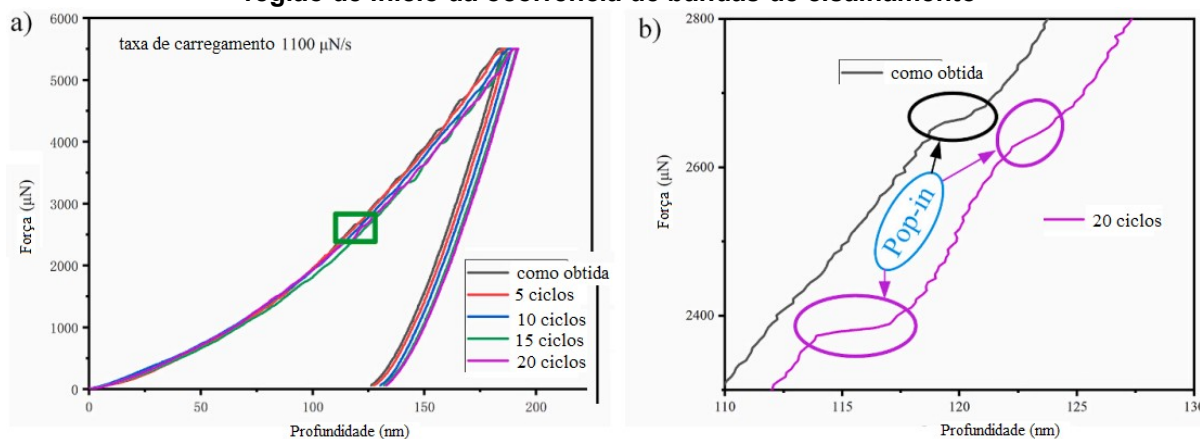 região de início da ocorrência de bandas de cisalhamento
a)
taxa de carregamento 1100 μN/s
6000
5000
4000
3000
2000
1000
0
Força (μN)
0
50
100
150
200
Profundidade (nm)
como obtida
5 ciclos
10 ciclos
15 ciclos
20 ciclos
b)
2800
2600
2400
Força (μN)
110
115
120
125
130
Profundidade (nm)
como obtida
Pop-in
20 ciclos